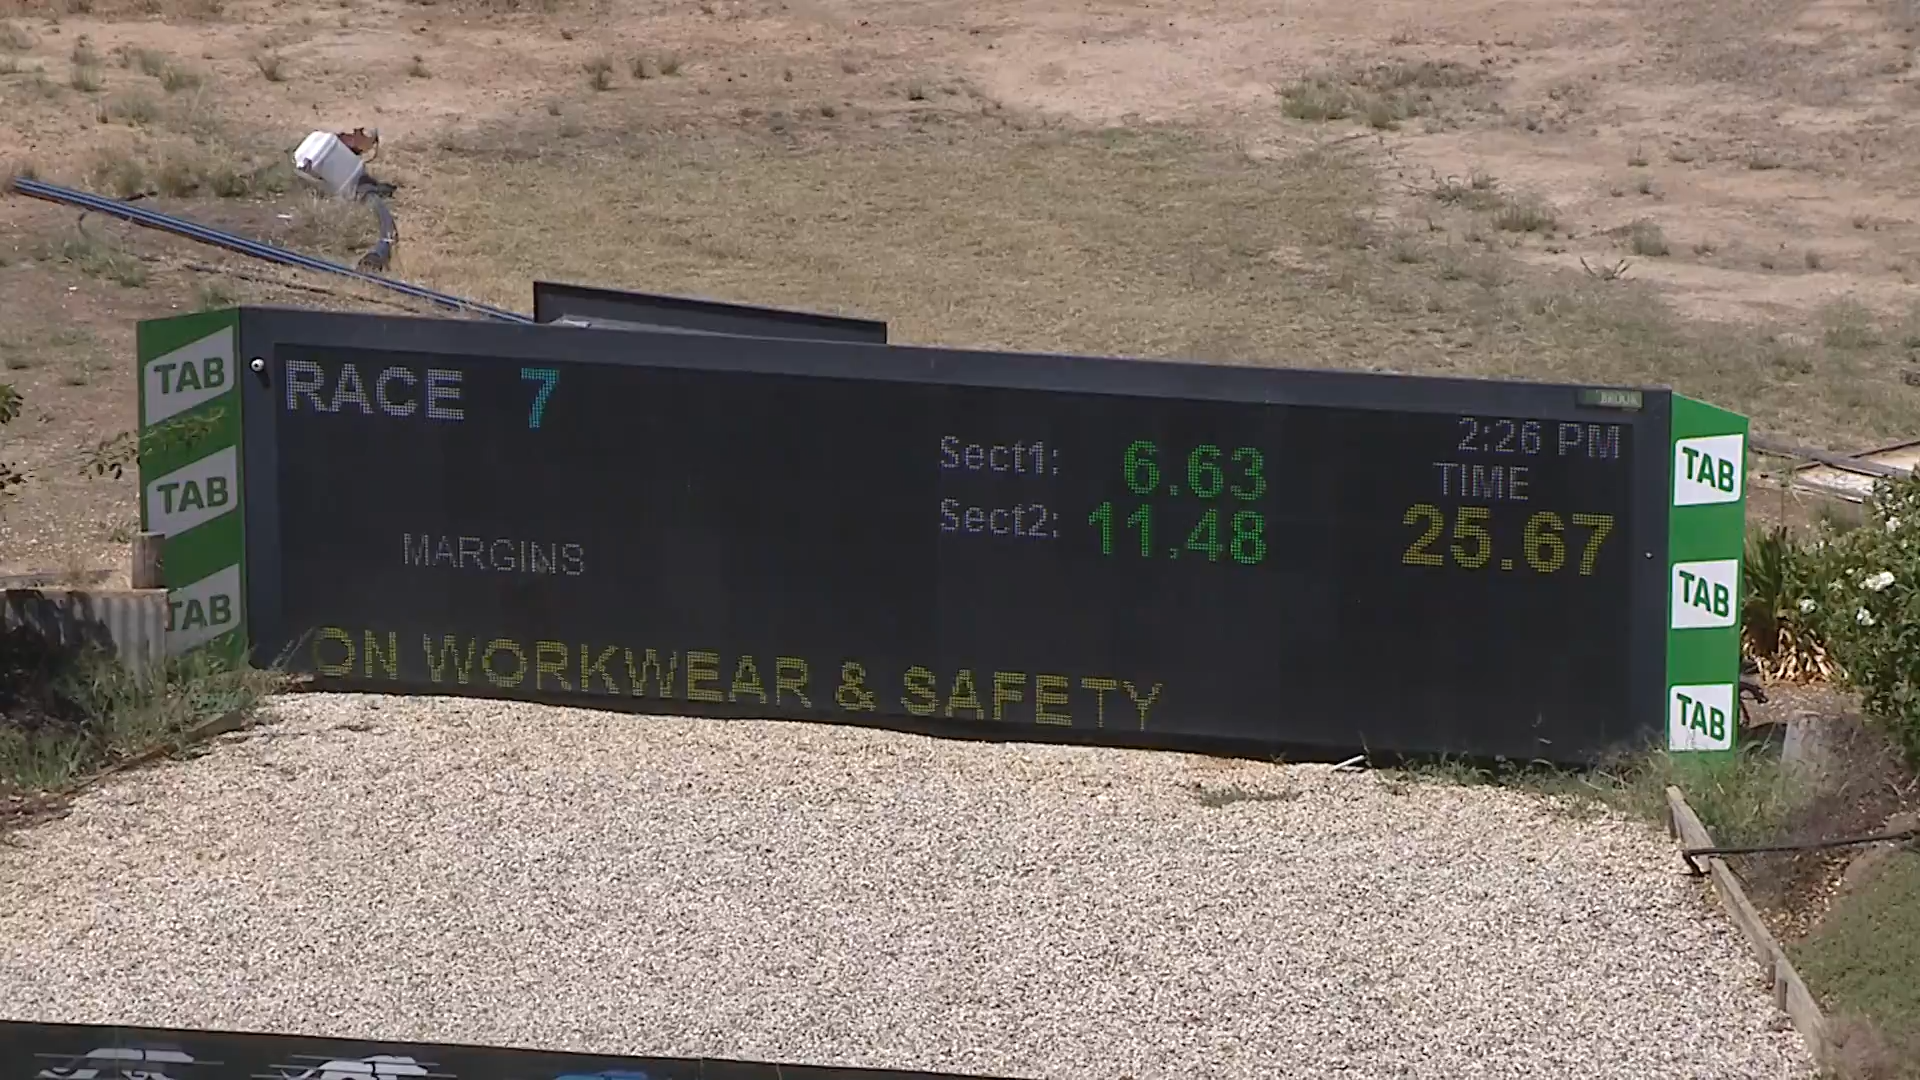 TAB
TAB
TAB
RACE 7
2:26 PM
Sect1: 6.63
TIME
Sect2: 11.48
25.67
MARGINS
ON WORKWEAR & SAFETY
TAB
TAB
TAB